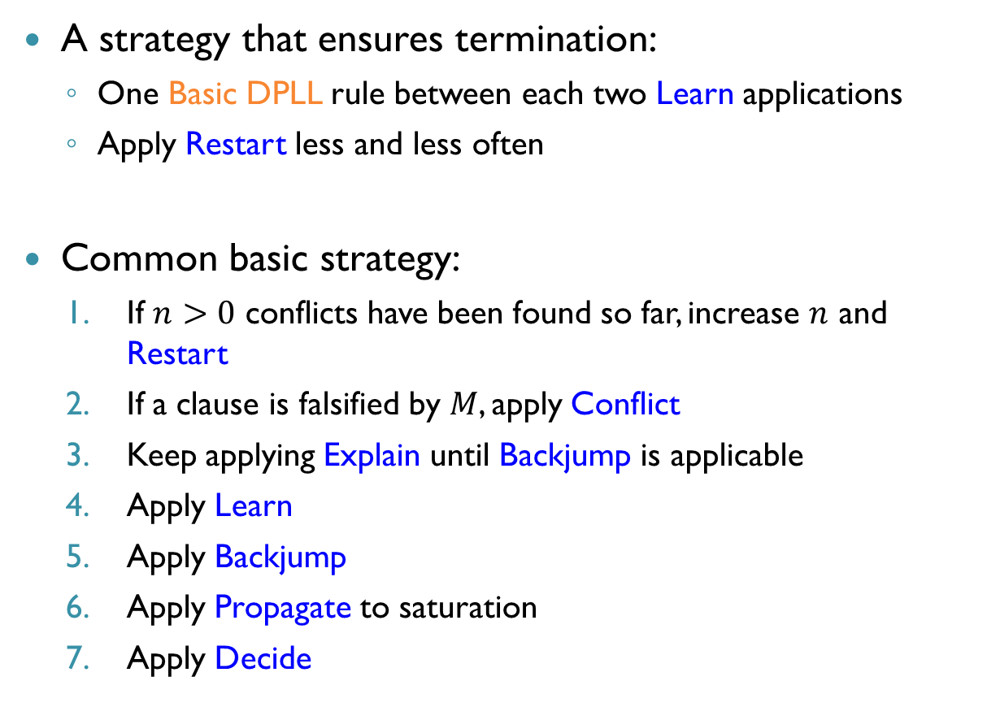 • A strategy that ensures termination:
◦ One Basic DPLL rule between each two Learn applications
◦ Apply Restart less and less often
• Common basic strategy:
1. If 𝑛 > 0 conflicts have been found so far, increase 𝑛 and
Restart
2. If a clause is falsified by 𝑀, apply Conflict
3. Keep applying Explain until Backjump is applicable
4. Apply Learn
5. Apply Backjump
6. Apply Propagate to saturation
7. Apply Decide